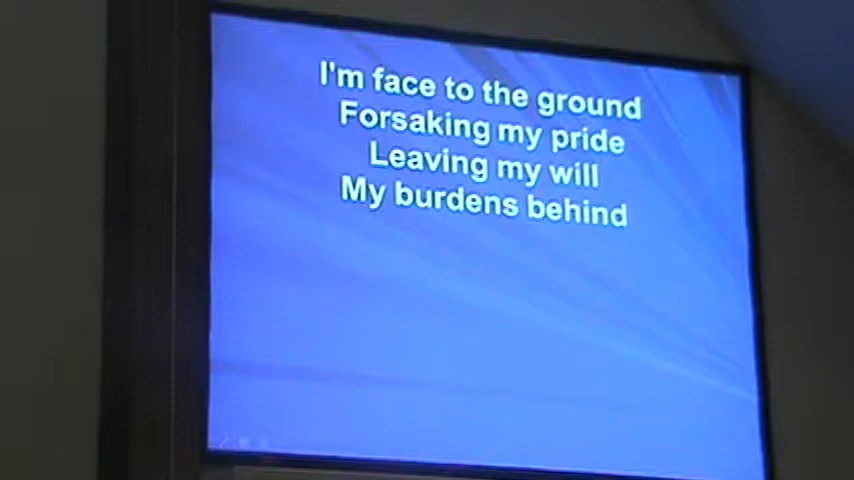 I'm face to the ground
Forsaking my pride
Leaving my will
My burdens behind